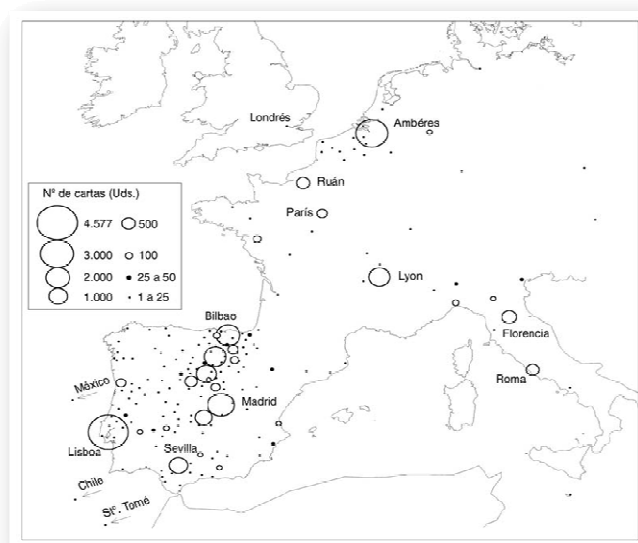 Londrés
Ambéres
Ruán
París
Nº de cartas (Uds.)
4.577
500
3.000
100
2.000
25 a 50
1.000
1 a 25
Lyon
Bilbao
Florencia
Roma
México
Madrid
Lisboa
Sevilla
Chile
Stº. Tomé